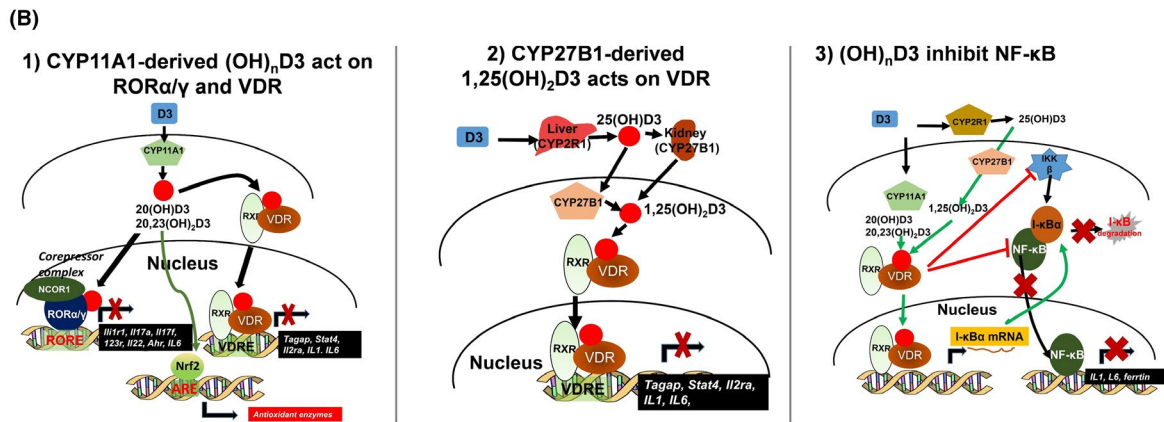 (B)
1) CYP11A1-derived (OH)nD3 act on
RORα/γ and VDR
D3
CYP11A1
20(OH)D3
20,23(OH)2D3
RXR
VDR
Corepressor
complex
Nucleus
NCOR1
RORα/γ
RORE
Ili1r1, Il17a, Il17f,
123r, Il22, Ahr, IL6
RXR
VDR
VDRE
Tagap, Stat4,
Il2ra, IL1. IL6
Nrf2
ARE
Antioxidant enzymes
2) CYP27B1-derived
1,25(OH)2D3 acts on VDR
D3
Liver
(CYP2R1)
25(OH)D3
Kidney
(CYP27B1)
CYP27B1
1,25(OH)2D3
RXR
VDR
Nucleus
RXR
VDR
VDRE
Tagap, Stat4, Il2ra,
IL1, IL6,
3) (OH)nD3 inhibit NF-κB
D3
CYP2R1
25(OH)D3
CYP27B1
IKK
β
CYP11A1
20(OH)D3
20,23(OH)2D3
1,25(OH)2D3
I-κBα
NF-κB
I-κB
degradation
RXR
VDR
Nucleus
RXR
VDR
I-κBα mRNA
NF-κB
IL1, L6, ferrtin